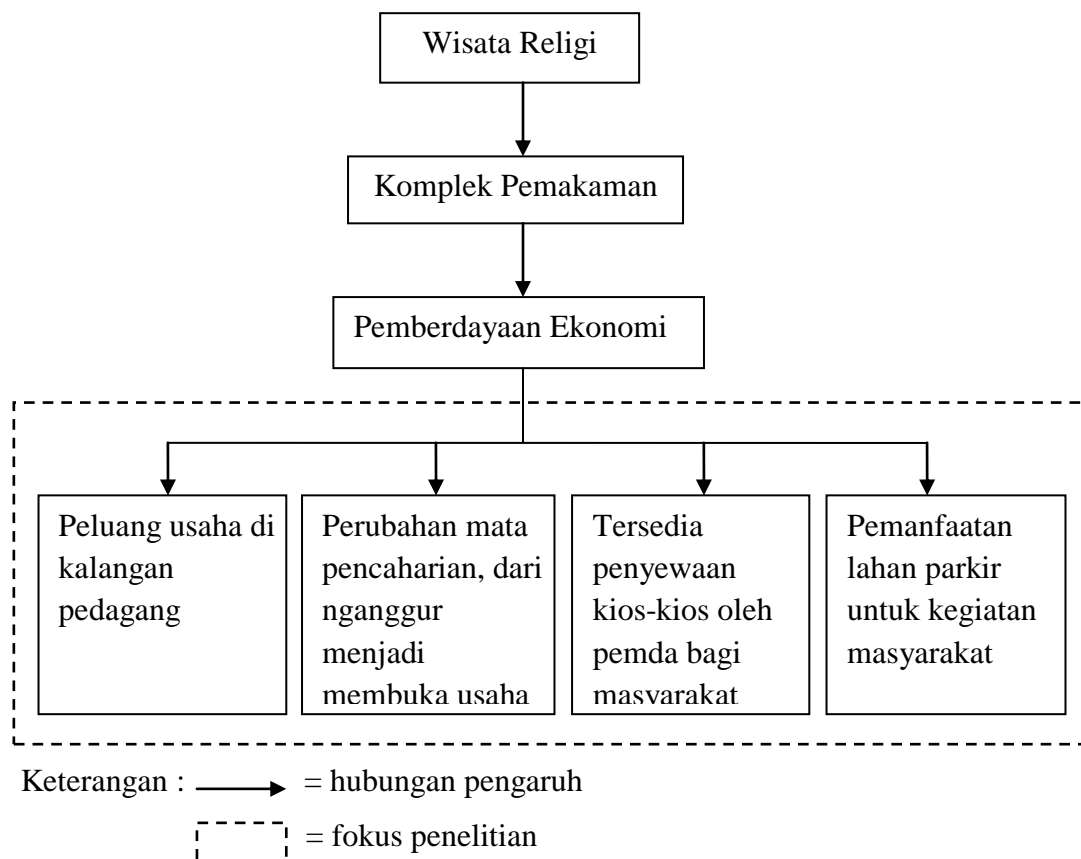 Wisata Religi
Komplek Pemakaman
Pemberdayaan Ekonomi
Peluang usaha di
kalangan
pedagang
Perubahan mata
pencaharian, dari
nganggur
menjadi
membuka usaha
Tersedia
penyewaan
kios-kios oleh
pemda bagi
masyarakat
Pemanfaatan
lahan parkir
untuk kegiatan
masyarakat
Keterangan : = hubungan pengaruh
= fokus penelitian